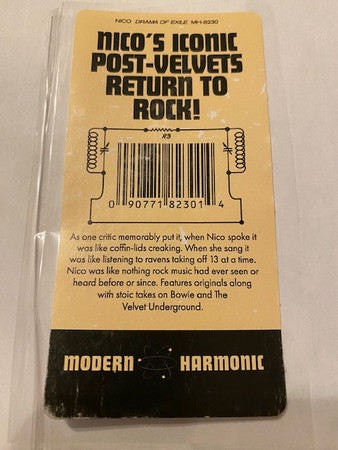 NICO DRAMA OF EXILE MH-8230
NICO'S ICONIC
POST-VELVETS
RETURN TO
ROCK!
R3
0 90771 82301 4
As one critic memorably put it, when Nico spoke it
was like coffin-lids creaking. When she sang it
was like listening to ravens taking off 13 at a time.
Nico was like nothing rock music had ever seen or
heard before or since. Features originals along
with stoic takes on Bowie and The
Velvet Underground.
MODERN HARMONIC